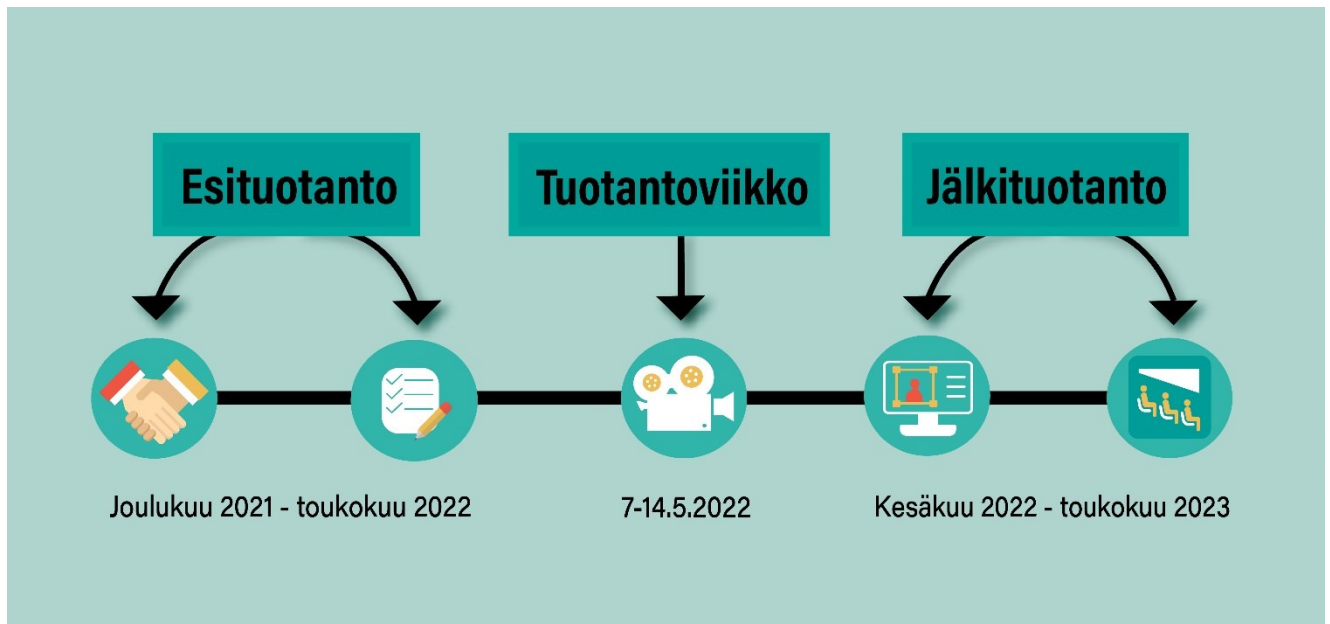 Esituotanto
Tuotantoviikko
Jälkituotanto
Joulukuu 2021 - toukokuu 2022
7-14.5.2022
Kesäkuu 2022 - toukokuu 2023